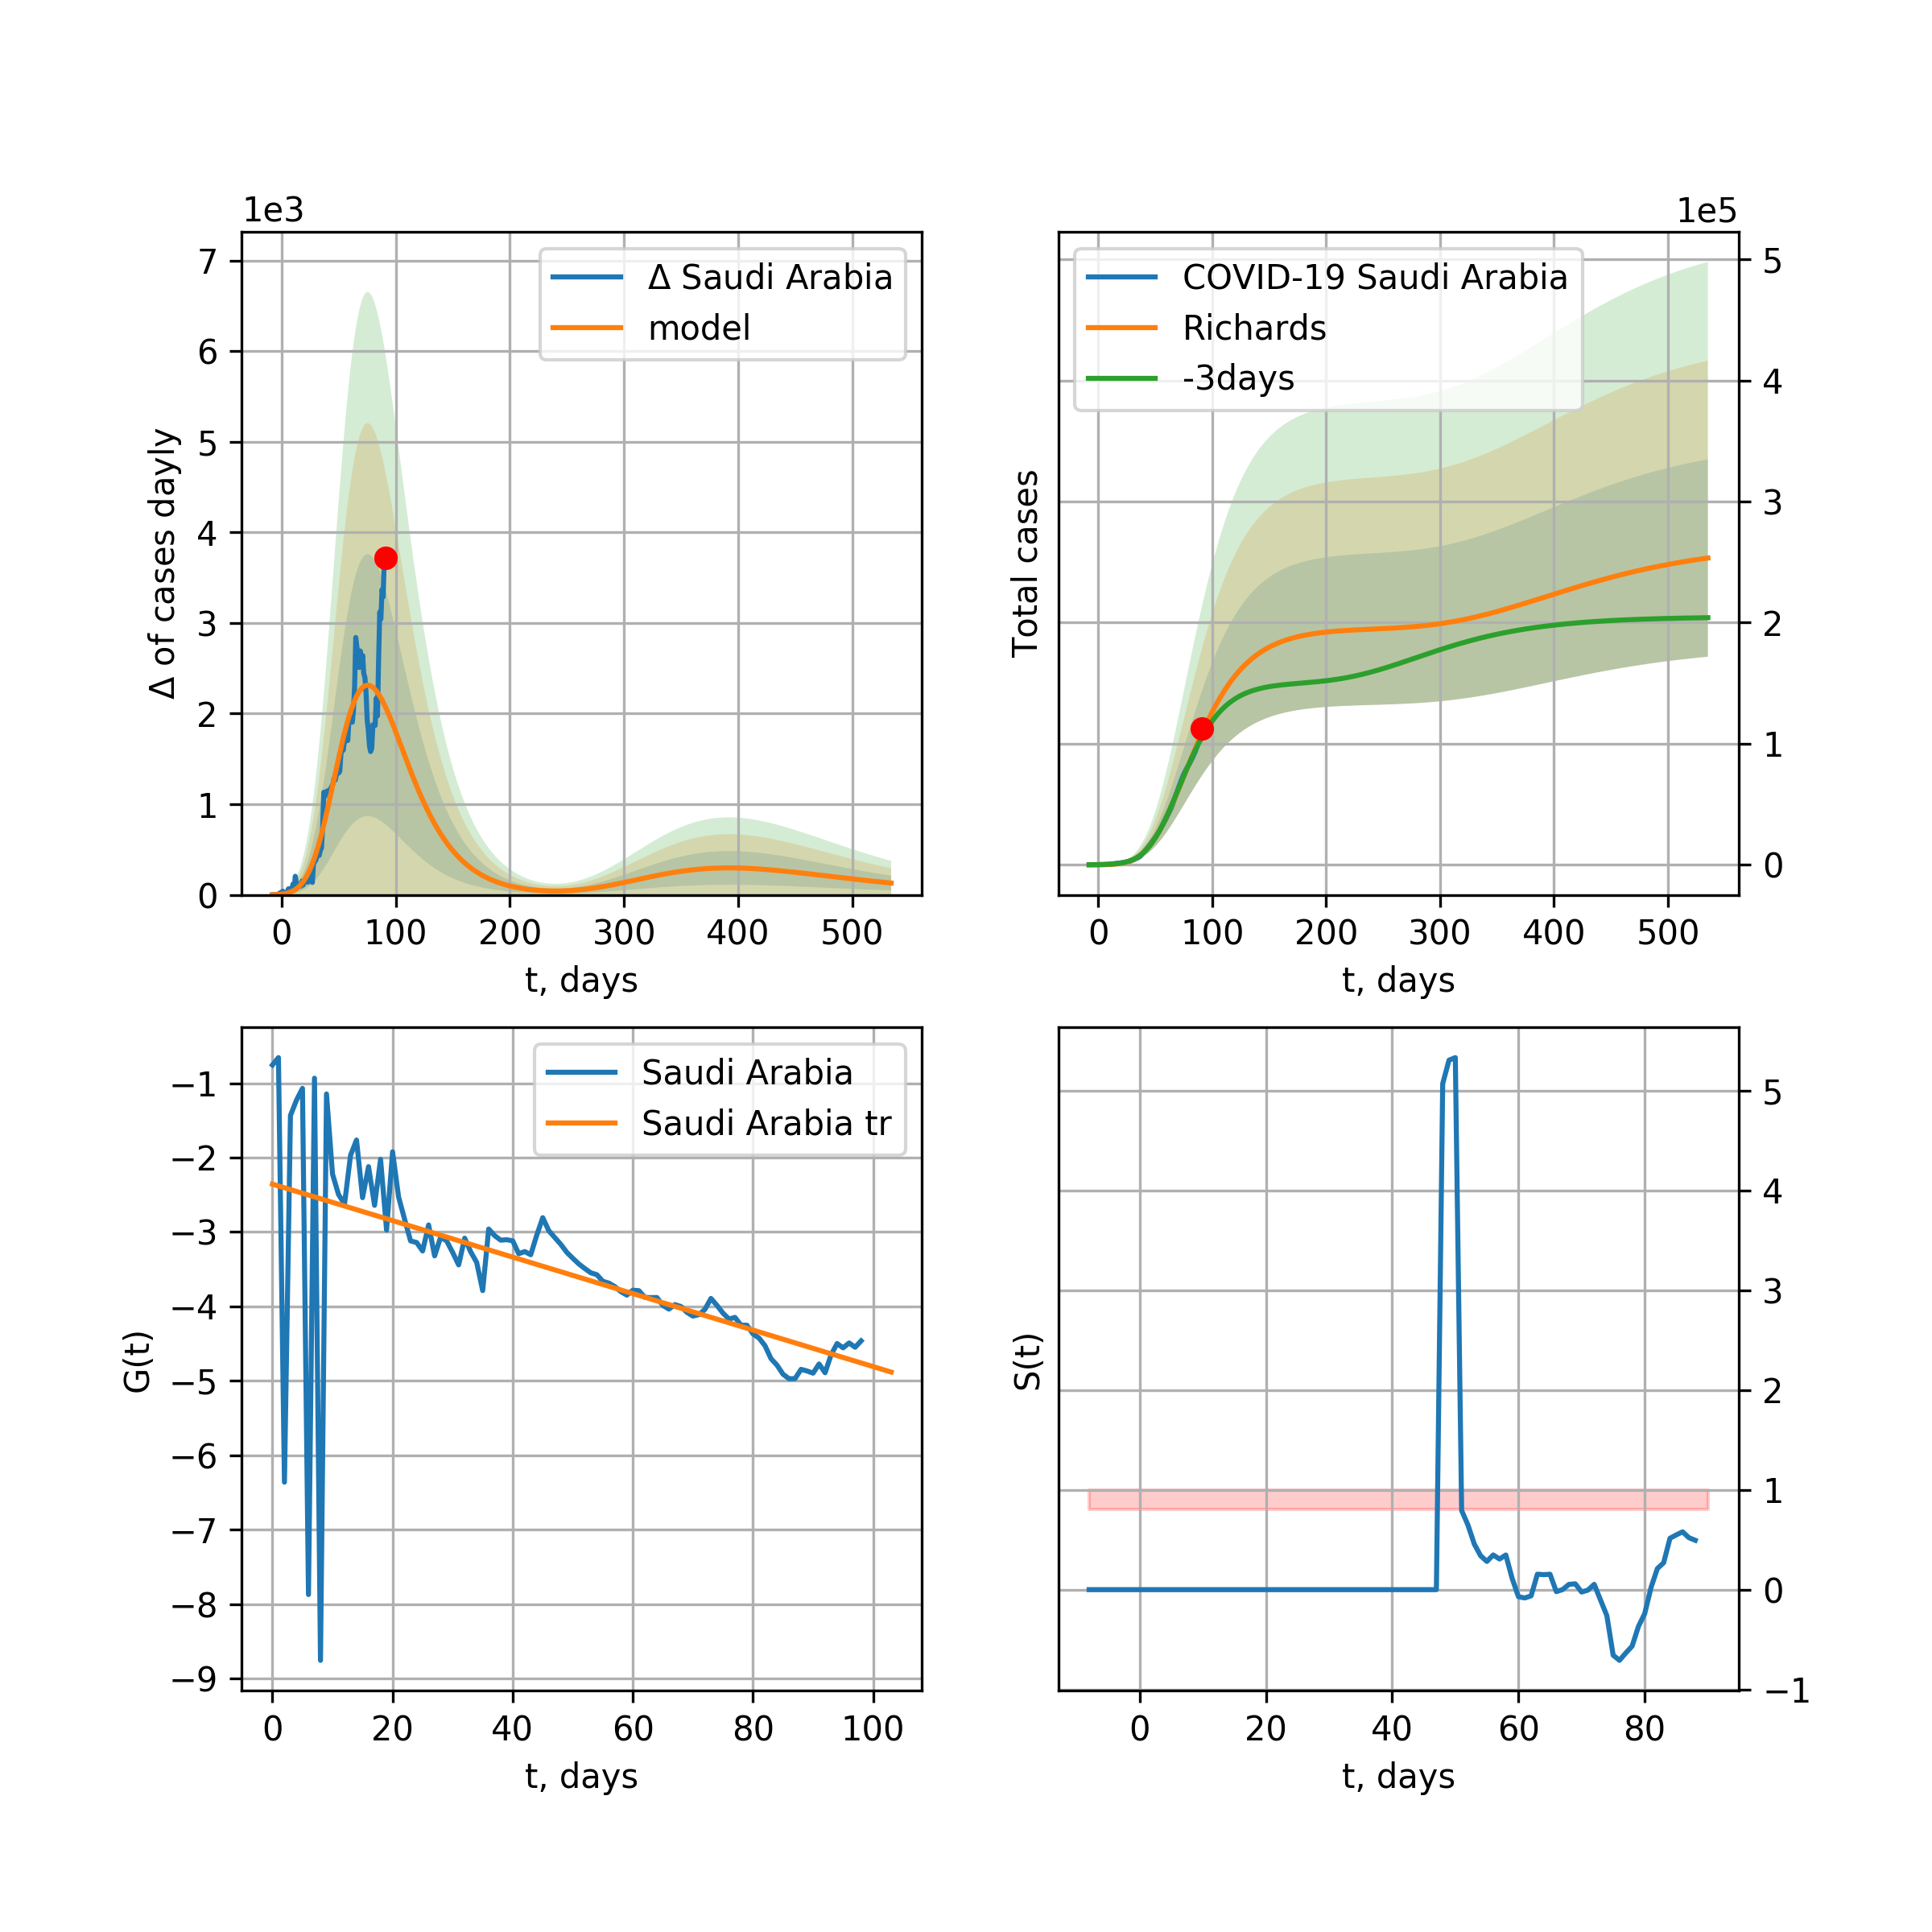 1e3
7
6
5
4
3
2
1
0
Δ of cases dayly
Δ Saudi Arabia
model
0 100 200 300 400 500
t, days
1e5
5
4
3
2
1
0
Total cases
COVID-19 Saudi Arabia
Richards
-3days
0 100 200 300 400 500
t, days
−1
−2
−3
−4
−5
−6
−7
−8
−9
G(t)
Saudi Arabia
Saudi Arabia tr
0 20 40 60 80 100
t, days
5
4
3
2
1
0
−1
S(t)
0 20 40 60 80
t, days